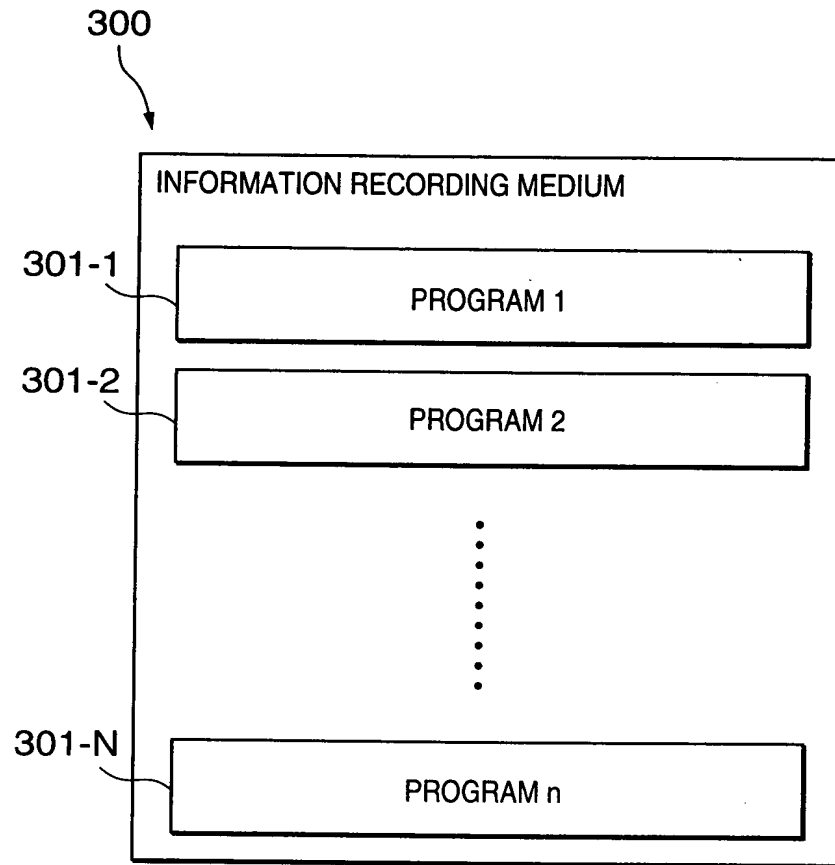 300
INFORMATION RECORDING MEDIUM
301-1
PROGRAM 1
301-2
PROGRAM 2
301-N
PROGRAM n